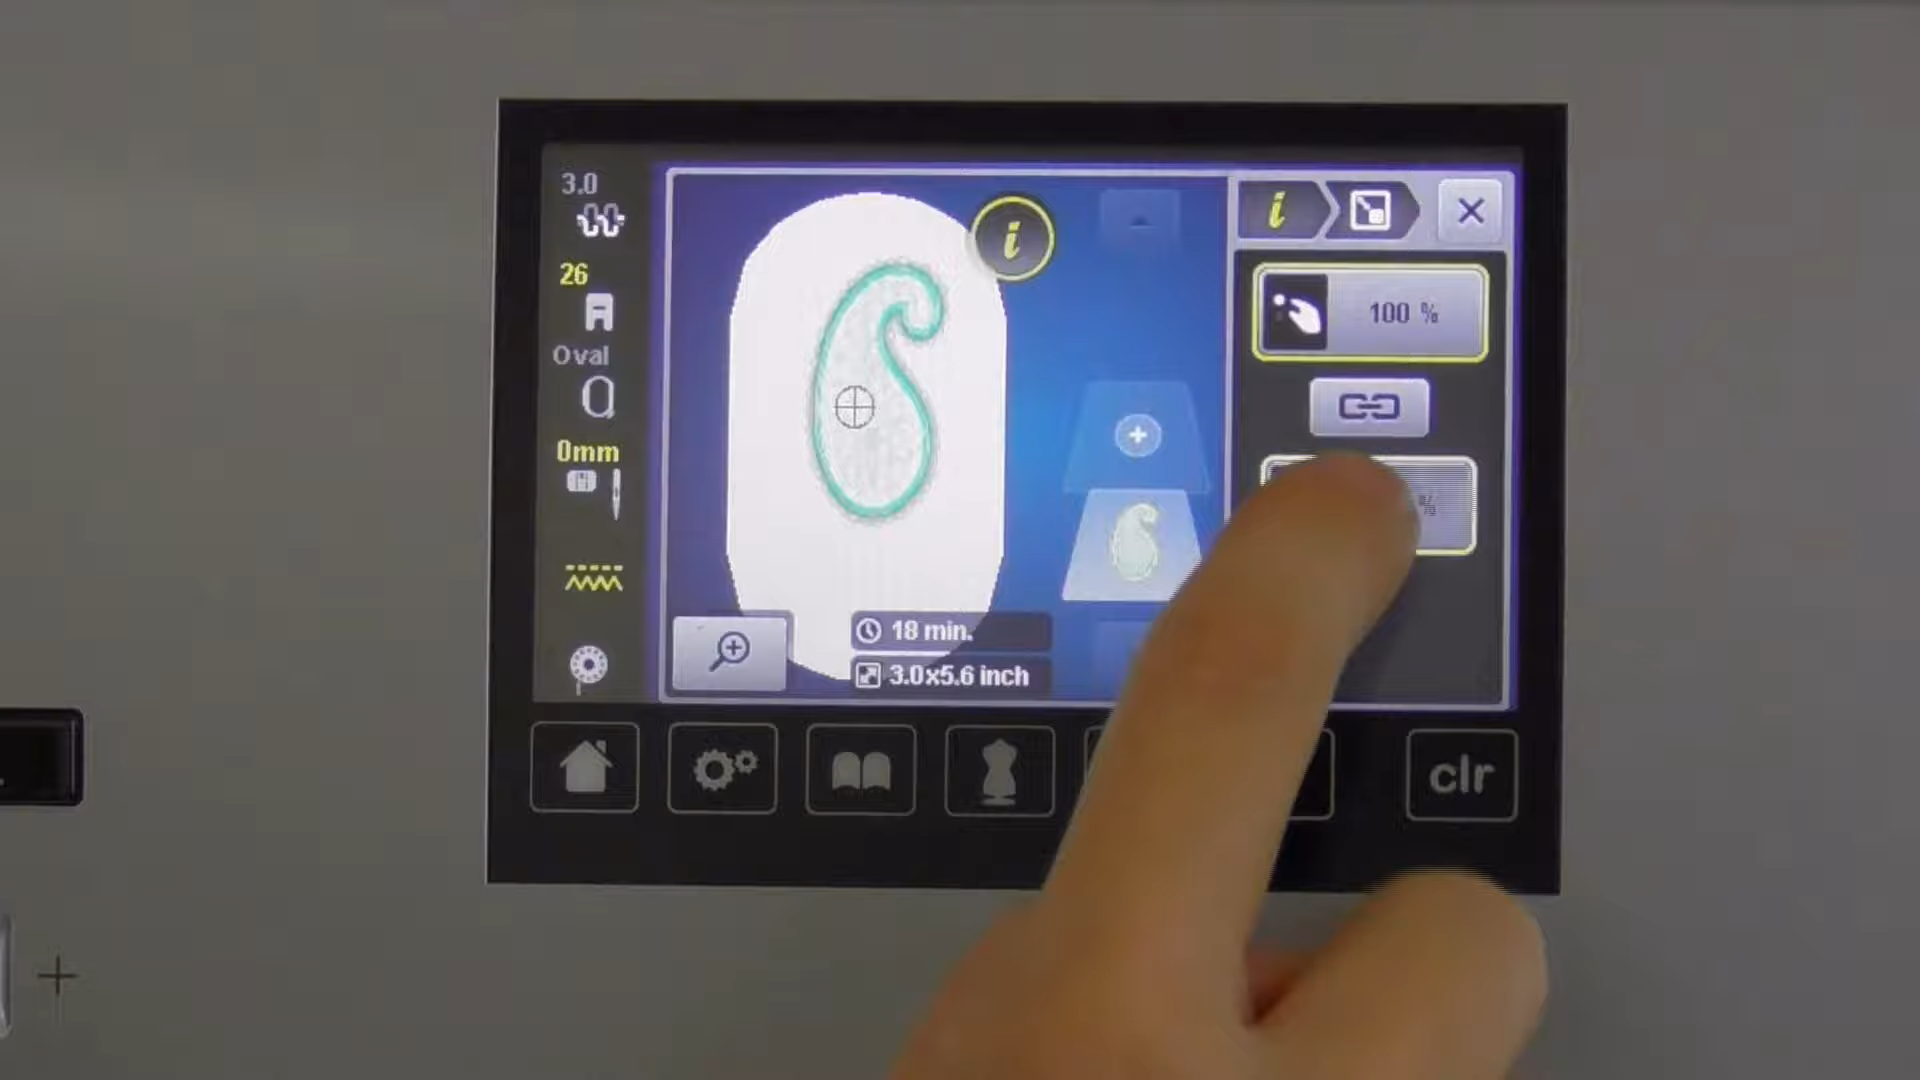 3.0
26
Oval
0mm
i
i
100 %
%
18 min.
3.0x5.6 inch
clr